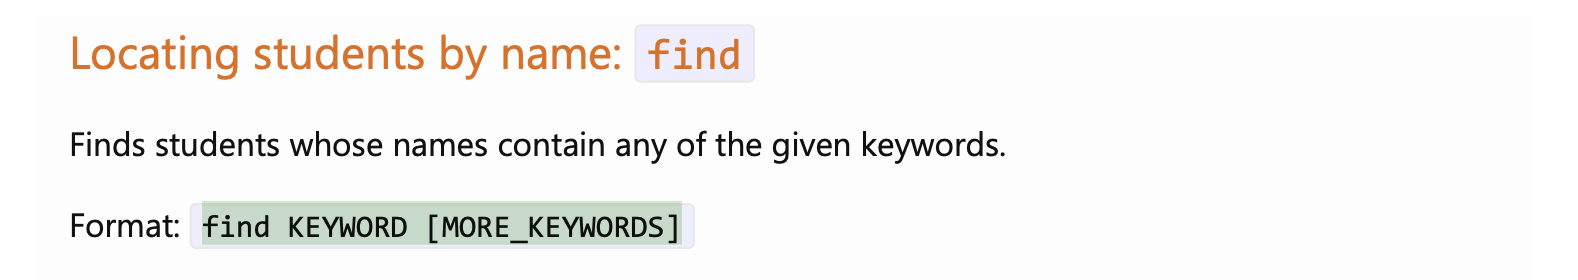 Locating students by name: find
Finds students whose names contain any of the given keywords.
Format: find KEYWORD [MORE_KEYWORDS]